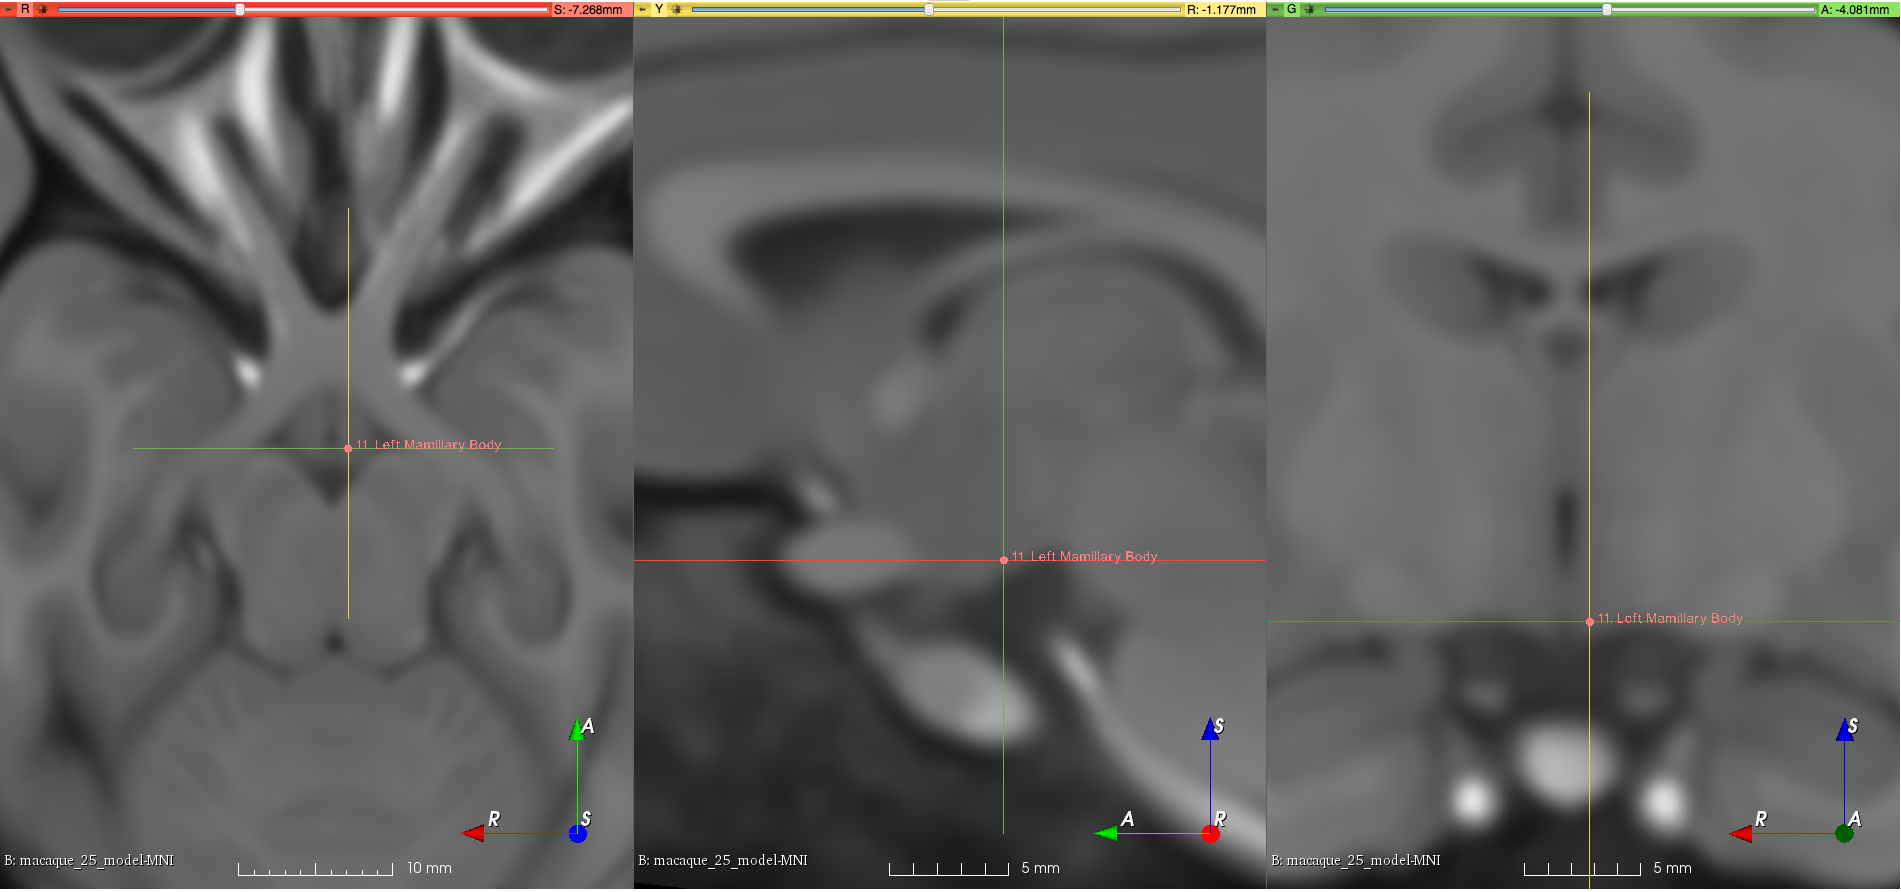 R S: -7.268mm
Y R: -1.177mm
G A: -4.081mm
11. Left Mamillary Body
11. Left Mamillary Body
11. Left Mamillary Body
A
R
S
S
A
R
S
R
A
B: macaque_25_model-MNI
10 mm
B: macaque_25_model-MNI
5 mm
B: macaque_25_model-MNI
5 mm